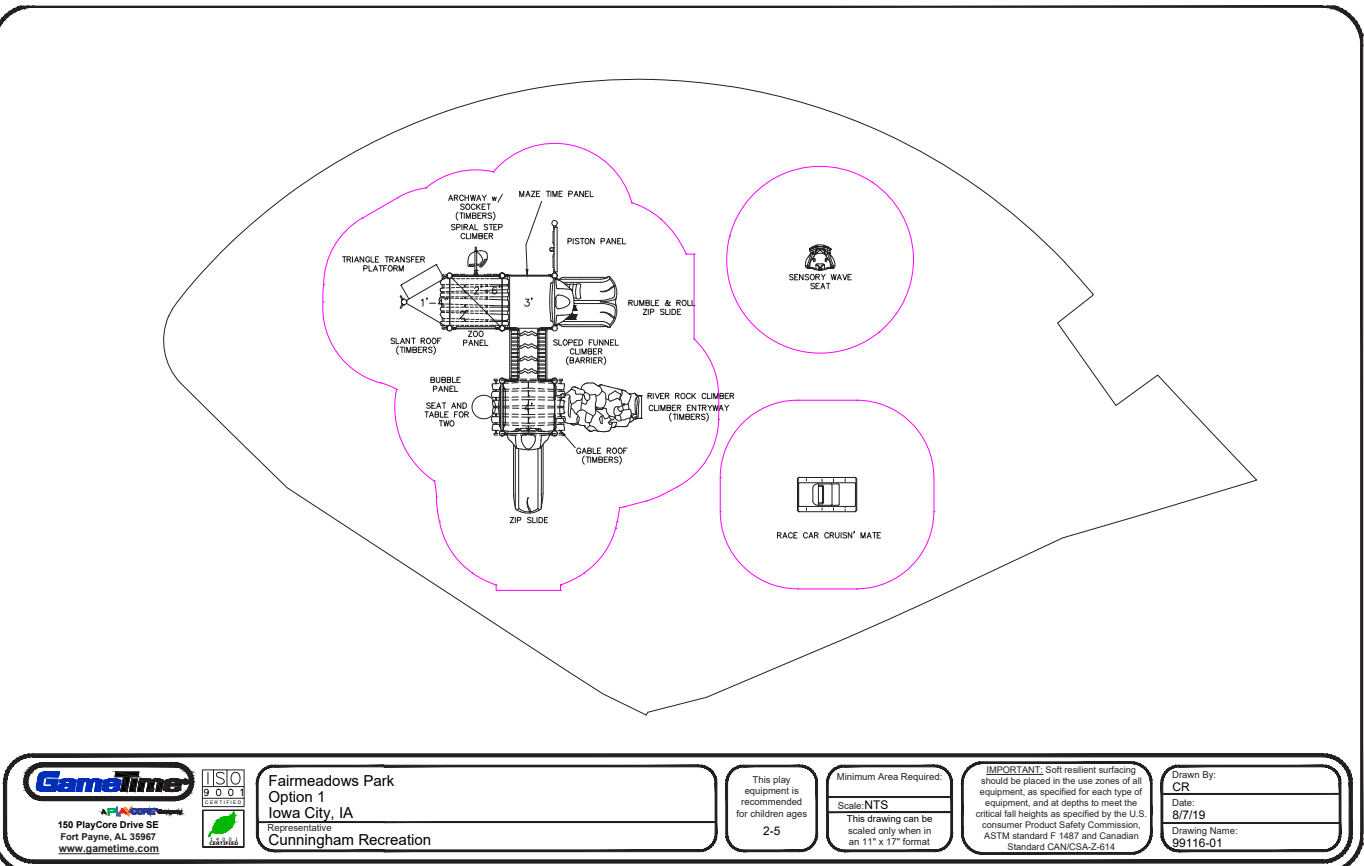 ARCHWAY w/
SOCKET
(TIMBERS)
SPIRAL STEP
CLIMBER
MAZE TIME PANEL
PISTON PANEL
TRIANGLE TRANSFER
PLATFORM
1'-4"
2'-6"
2'
3'
RUMBLE & ROLL
ZIP SLIDE
SLANT ROOF
(TIMBERS)
ZOO
PANEL
SLOPED FUNNEL
CLIMBER
(BARRIER)
BUBBLE
PANEL
SEAT AND
TABLE FOR
TWO
RIVER ROCK CLIMBER
CLIMBER ENTRYWAY
(TIMBERS)
GABLE ROOF
(TIMBERS)
ZIP SLIDE
SENSORY WAVE
SEAT
RACE CAR CRUISN' MATE
GameTime
A PLAYCORE
150 PlayCore Drive SE
Fort Payne, AL 35967
www.gametime.com
ISO
9001
CERTIFIED
14001
CERTIFIED
Fairmeadows Park
Option 1
Iowa City, IA
Representative
Cunningham Recreation
This play
equipment is
recommended
for children ages
2-5
Minimum Area Required:
Scale:NTS
This drawing can be
scaled only when in
an 11" x 17" format
IMPORTANT: Soft resilient surfacing
should be placed in the use zones of all
equipment, as specified for each type of
equipment, and at depths to meet the
critical fall heights as specified by the U.S.
consumer Product Safety Commission,
ASTM standard F 1487 and Canadian
Standard CAN/CSA-Z-614
Drawn By:
CR
Date:
8/7/19
Drawing Name:
99116-01